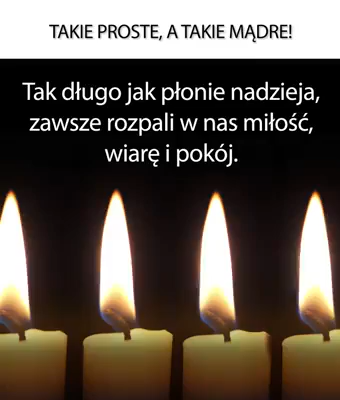 TAKIE PROSTE, A TAKIE MĄDRE!
Tak długo jak płonie nadzieja,
zawsze rozpali w nas miłość,
wiarę i pokój.